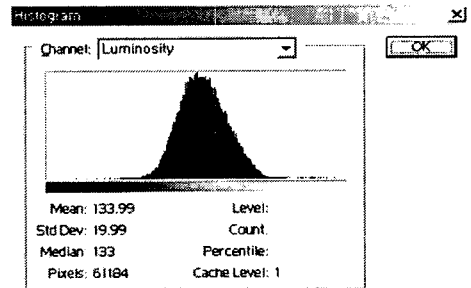 Histogram
Channel: Luminosity
OK
Mean: 133.99
Level:
Std Dev: 19.99
Count:
Median 133
Percentile:
Pixels: 61184
Cache Level: 1